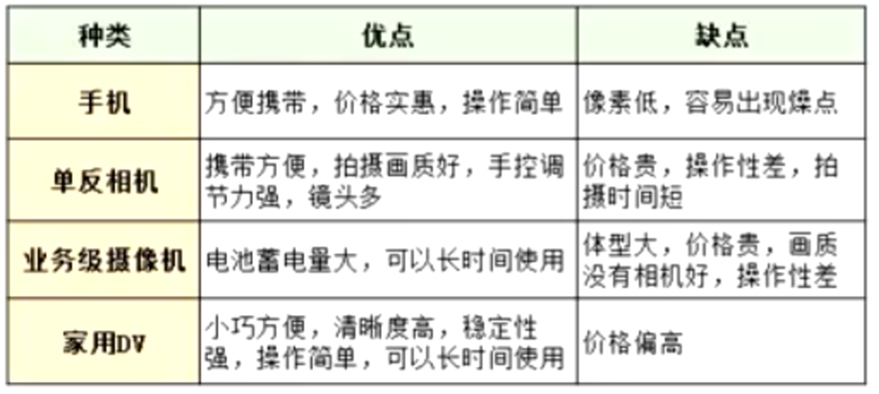 种类 优点 缺点
手机 方便携带，价格实惠，操作简单 像素低，容易出现燥点
单反相机 携带方便，拍摄画质好，手控调 价格贵，操作性差，拍
节力强，镜头多 摄时间短
业务级摄像机 电池蓄电量大，可以长时间使用 体型大，价格贵，画质
没有相机好，操作性差
家用DV 小巧方便，清晰度高，稳定性 价格偏高
强，操作简单，可以长时间使用